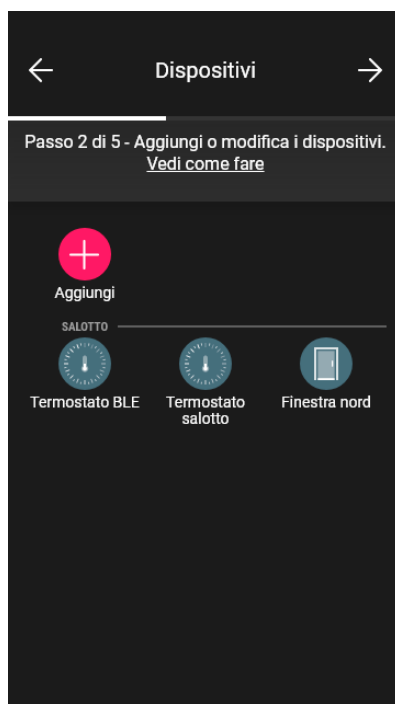 Dispositivi
Passo 2 di 5 - Aggiungi o modifica i dispositivi.
Vedi come fare
Aggiungi
SALOTTO
Termostato BLE
Termostato
salotto
Finestra nord